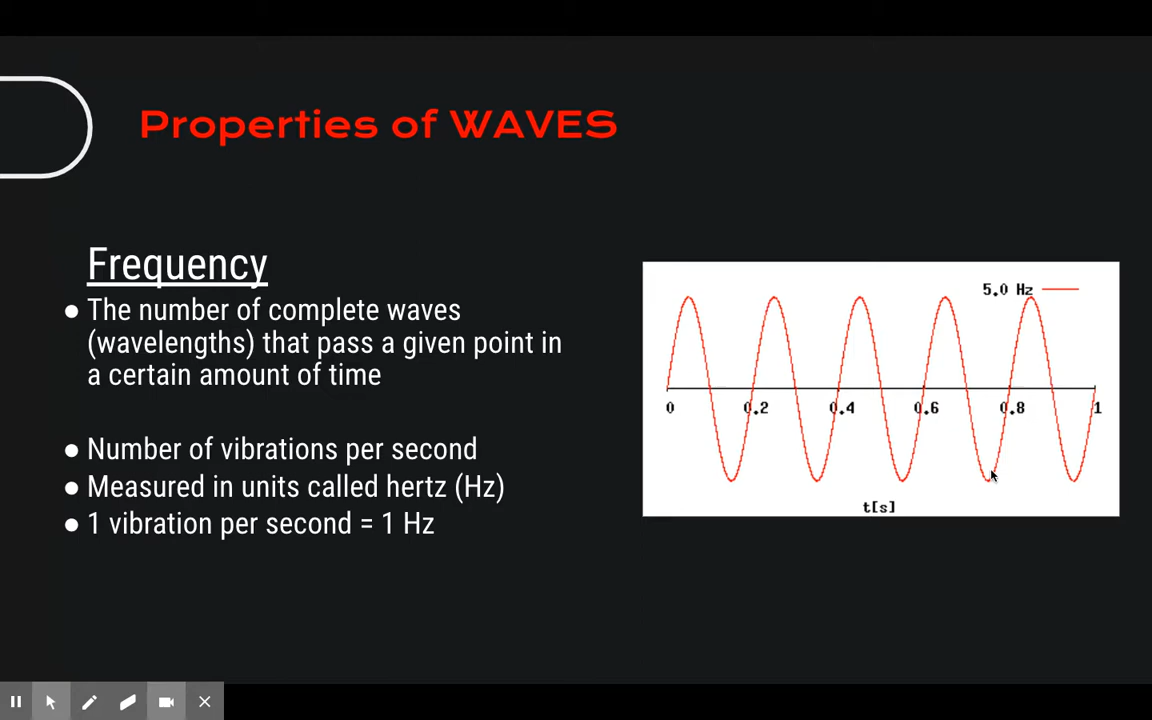 Properties of WAVES
Frequency
● The number of complete waves
(wavelengths) that pass a given point in
a certain amount of time
● Number of vibrations per second
● Measured in units called hertz (Hz)
● 1 vibration per second = 1 Hz
5.0 Hz
0 0.2 0.4 0.6 0.8 1
t[s]